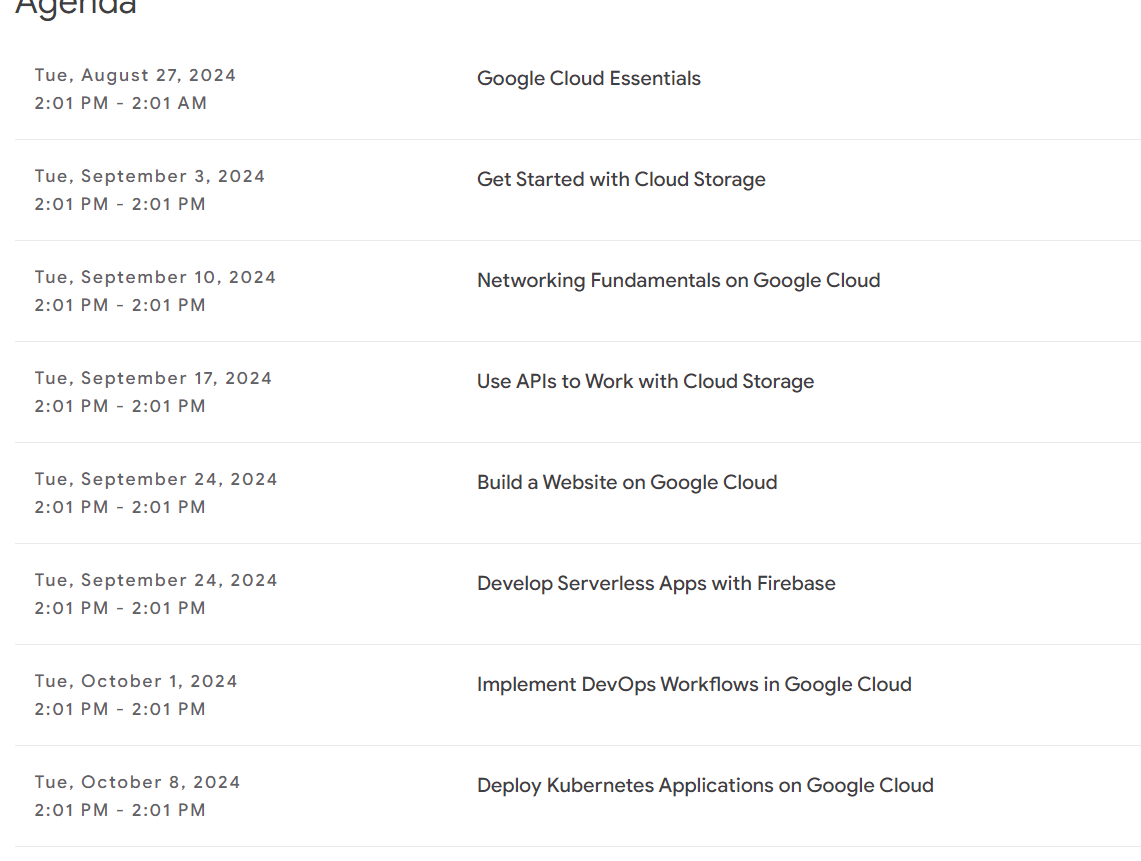 Agenda
Tue, August 27, 2024
2:01 PM - 2:01 AM
Google Cloud Essentials
Tue, September 3, 2024
2:01 PM - 2:01 PM
Get Started with Cloud Storage
Tue, September 10, 2024
2:01 PM - 2:01 PM
Networking Fundamentals on Google Cloud
Tue, September 17, 2024
2:01 PM - 2:01 PM
Use APIs to Work with Cloud Storage
Tue, September 24, 2024
2:01 PM - 2:01 PM
Build a Website on Google Cloud
Tue, September 24, 2024
2:01 PM - 2:01 PM
Develop Serverless Apps with Firebase
Tue, October 1, 2024
2:01 PM - 2:01 PM
Implement DevOps Workflows in Google Cloud
Tue, October 8, 2024
2:01 PM - 2:01 PM
Deploy Kubernetes Applications on Google Cloud